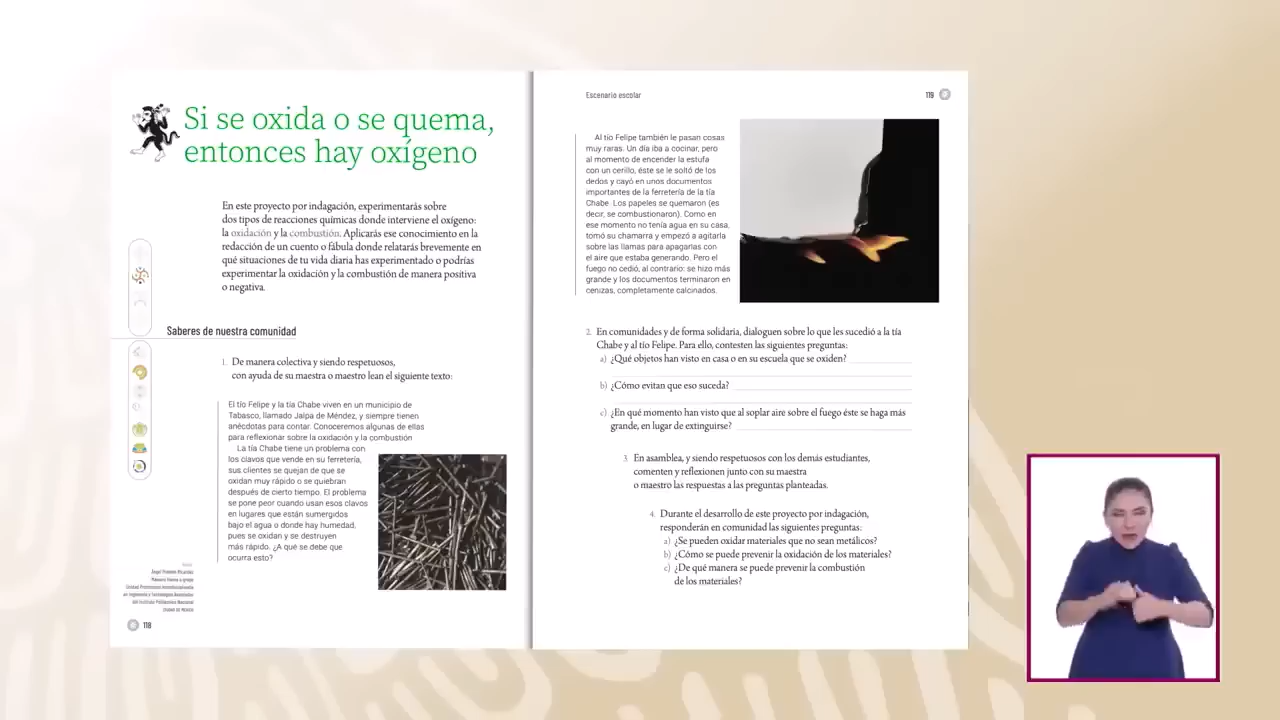 Si se oxida o se quema,
entonces hay oxígeno
En este proyecto por indagación, experimentarás sobre
dos tipos de reacciones químicas donde interviene el oxígeno:
la oxidación y la combustión. Aplicarás ese conocimiento en la
redacción de un cuento o fábula donde relatarás brevemente en
qué situaciones de tu vida diaria has experimentado o podrías
experimentar la oxidación y la combustión de manera positiva
o negativa.
Saberes de nuestra comunidad
1. De manera colectiva y siendo respetuosos,
con ayuda de su maestra o maestro lean el siguiente texto:
El tío Felipe y la tía Chabe viven en un municipio de
Tabasco, llamado Jalpa de Méndez, y siempre tienen
anécdotas para contar. Conoceremos algunas de ellas
para reflexionar sobre la oxidación y la combustión
La tía Chabe tiene un problema con
los clavos que vende en su ferretería,
sus clientes se quejan de que se
oxidan muy rápido o se quiebran
después de cierto tiempo. El problema
se pone peor cuando usan esos clavos
en lugares que están sumergidos
bajo el agua o donde hay humedad,
pues se oxidan y se destruyen
más rápido. ¿A qué se debe que
ocurra esto?
118
Escenario escolar
119
Al tío Felipe también le pasan cosas
muy raras. Un día iba a cocinar, pero
al momento de encender la estufa
con un cerillo, éste se le soltó de los
dedos y cayó en unos documentos
importantes de la ferretería de la tía
Chabe. Los papeles se quemaron (es
decir, se combustionaron). Como en
ese momento no tenía agua en su casa,
tomó su chamarra y empezó a agitarla
sobre las llamas para apagarlas con
el aire que estaba generando. Pero el
fuego no cedió, al contrario: se hizo más
grande y los documentos terminaron en
cenizas, completamente calcinados.
2. En comunidades y de forma solidaria, dialoguen sobre lo que les sucedió a la tía
Chabe y al tío Felipe. Para ello, contesten las siguientes preguntas:
a) ¿Qué objetos han visto en casa o en su escuela que se oxiden?
b) ¿Cómo evitan que eso suceda?
c) ¿En qué momento han visto que al soplar aire sobre el fuego éste se haga más
grande, en lugar de extinguirse?
3. En asamblea, y siendo respetuosos con los demás estudiantes,
comenten y reflexionen junto con su maestra
o maestro las respuestas a las preguntas planteadas.
4. Durante el desarrollo de este proyecto por indagación,
responderán en comunidad las siguientes preguntas:
a) ¿Se pueden oxidar materiales que no sean metálicos?
b) ¿Cómo se puede prevenir la oxidación de los materiales?
c) ¿De qué manera se puede prevenir la combustión
de los materiales?